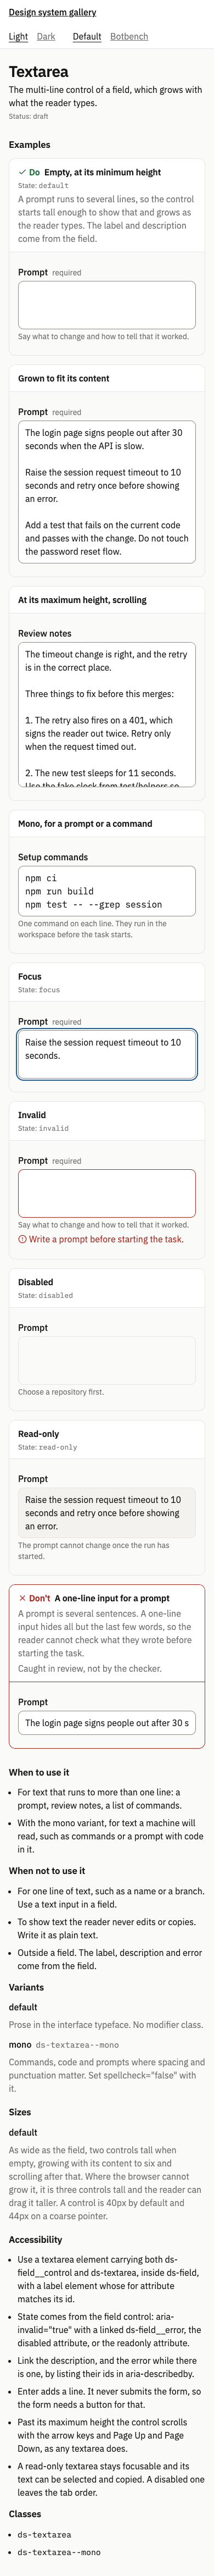 Design system gallery
Light Dark Default Botbench
Textarea
The multi-line control of a field, which grows with
what the reader types.
Status: draft
Examples
Do Empty, at its minimum height
State: default
A prompt runs to several lines, so the control
starts tall enough to show that and grows as
the reader types. The label and description
come from the field.
Prompt required
Say what to change and how to tell that it worked.
Grown to fit its content
Prompt required
The login page signs people out after 30
seconds when the API is slow.
Raise the session request timeout to 10
seconds and retry once before showing
an error.
Add a test that fails on the current code
and passes with the change. Do not touch
the password reset flow.
At its maximum height, scrolling
Review notes
The timeout change is right, and the retry
is in the correct place.
Three things to fix before this merges:
1. The retry also fires on a 401, which
signs the reader out twice. Retry only
when the request timed out.
2. The new test sleeps for 11 seconds.
Use the fake clock from test/helpers so
Mono, for a prompt or a command
Setup commands
npm ci
npm run build
npm test -- --grep session
One command on each line. They run in the
workspace before the task starts.
Focus
State: focus
Prompt required
Raise the session request timeout to 10
seconds.
Invalid
State: invalid
Prompt required
Say what to change and how to tell that it worked.
Write a prompt before starting the task.
Disabled
State: disabled
Prompt
Choose a repository first.
Read-only
State: read-only
Prompt
Raise the session request timeout to 10
seconds and retry once before showing
an error.
The prompt cannot change once the run has
started.
Don't A one-line input for a prompt
A prompt is several sentences. A one-line
input hides all but the last few words, so the
reader cannot check what they wrote before
starting the task.
Caught in review, not by the checker.
Prompt
The login page signs people out after 30 s
When to use it
• For text that runs to more than one line: a
prompt, review notes, a list of commands.
• With the mono variant, for text a machine will
read, such as commands or a prompt with code
in it.
When not to use it
• For one line of text, such as a name or a branch.
Use a text input in a field.
• To show text the reader never edits or copies.
Write it as plain text.
• Outside a field. The label, description and error
come from the field.
Variants
default
Prose in the interface typeface. No modifier class.
mono ds-textarea--mono
Commands, code and prompts where spacing and
punctuation matter. Set spellcheck="false" with
it.
Sizes
default
As wide as the field, two controls tall when
empty, growing with its content to six and
scrolling after that. Where the browser cannot
grow it, it is three controls tall and the reader can
drag it taller. A control is 40px by default and
44px on a coarse pointer.
Accessibility
• Use a textarea element carrying both ds-
field__control and ds-textarea, inside ds-field,
with a label element whose for attribute
matches its id.
• State comes from the field control: aria-
invalid="true" with a linked ds-field__error, the
disabled attribute, or the readonly attribute.
• Link the description, and the error while there
is one, by listing their ids in aria-describedby.
• Enter adds a line. It never submits the form, so
the form needs a button for that.
• Past its maximum height the control scrolls
with the arrow keys and Page Up and Page
Down, as any textarea does.
• A read-only textarea stays focusable and its
text can be selected and copied. A disabled one
leaves the tab order.
Classes
• ds-textarea
• ds-textarea--mono